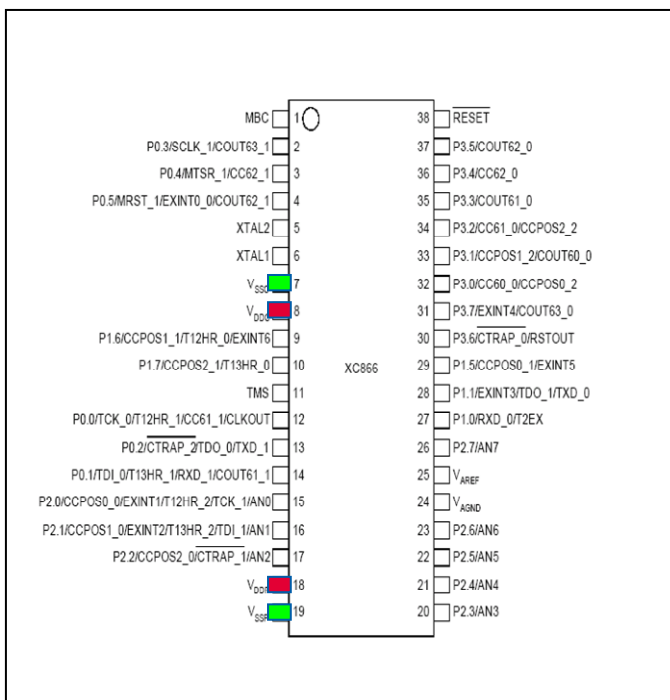 MBC 1 38 RESET
P0.3/SCLK_1/COUT63_1 2 37 P3.5/COUT62_0
P0.4/MTSR_1/CC62_1 3 36 P3.4/CC62_0
P0.5/MRST_1/EXINT0_0/COUT62_1 4 35 P3.3/COUT61_0
XTAL2 5 34 P3.2/CC61_0/CCPOS2_2
XTAL1 6 33 P3.1/CCPOS1_2/COUT60_0
VSSC 7 32 P3.0/CC60_0/CCPOS0_2
VDDC 8 31 P3.7/EXINT4/COUT63_0
P1.6/CCPOS1_1/T12HR_0/EXINT6 9 30 P3.6/CTRAP_0/RSTOUT
P1.7/CCPOS2_1/T13HR_0 10 XC866 29 P1.5/CCPOS0_1/EXINT5
TMS 11 28 P1.1/EXINT3/TDO_1/TXD_0
P0.0/TCK_0/T12HR_1/CC61_1/CLKOUT 12 27 P1.0/RXD_0/T2EX
P0.2/CTRAP_2/TDO_0/TXD_1 13 26 P2.7/AN7
P0.1/TDI_0/T13HR_1/RXD_1/COUT61_1 14 25 VAREF
P2.0/CCPOS0_0/EXINT1/T12HR_2/TCK_1/AN0 15 24 VAGND
P2.1/CCPOS1_0/EXINT2/T13HR_2/TDI_1/AN1 16 23 P2.6/AN6
P2.2/CCPOS2_0/CTRAP_1/AN2 17 22 P2.5/AN5
VDDP 18 21 P2.4/AN4
VSSP 19 20 P2.3/AN3